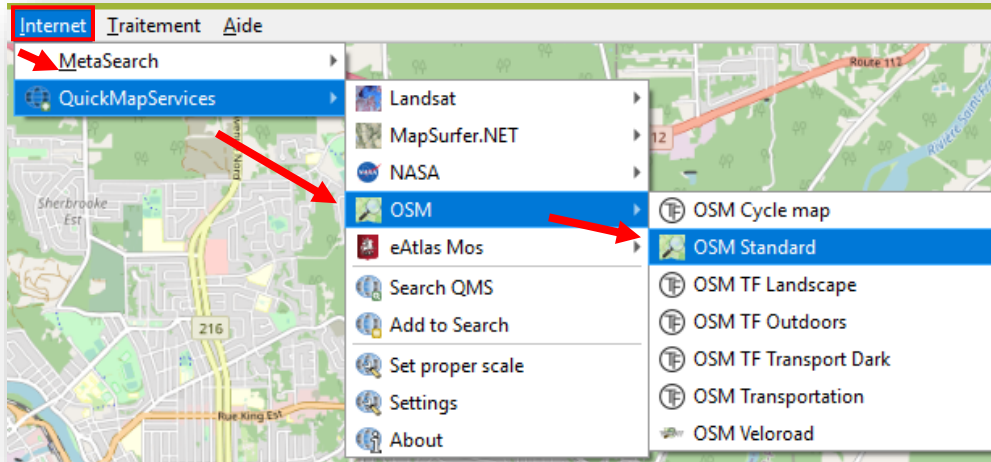 Internet Traitement Aide
MetaSearch
QuickMapServices
Landsat
MapSurfer.NET
NASA
OSM
eAtlas Mos
Search QMS
Add to Search
Set proper scale
Settings
About
OSM Cycle map
OSM Standard
OSM TF Landscape
OSM TF Outdoors
OSM TF Transport Dark
OSM Transportation
OSM Veloroad
Route 112
12
Sherbrooke
Est
Nord
216
Rue King Est